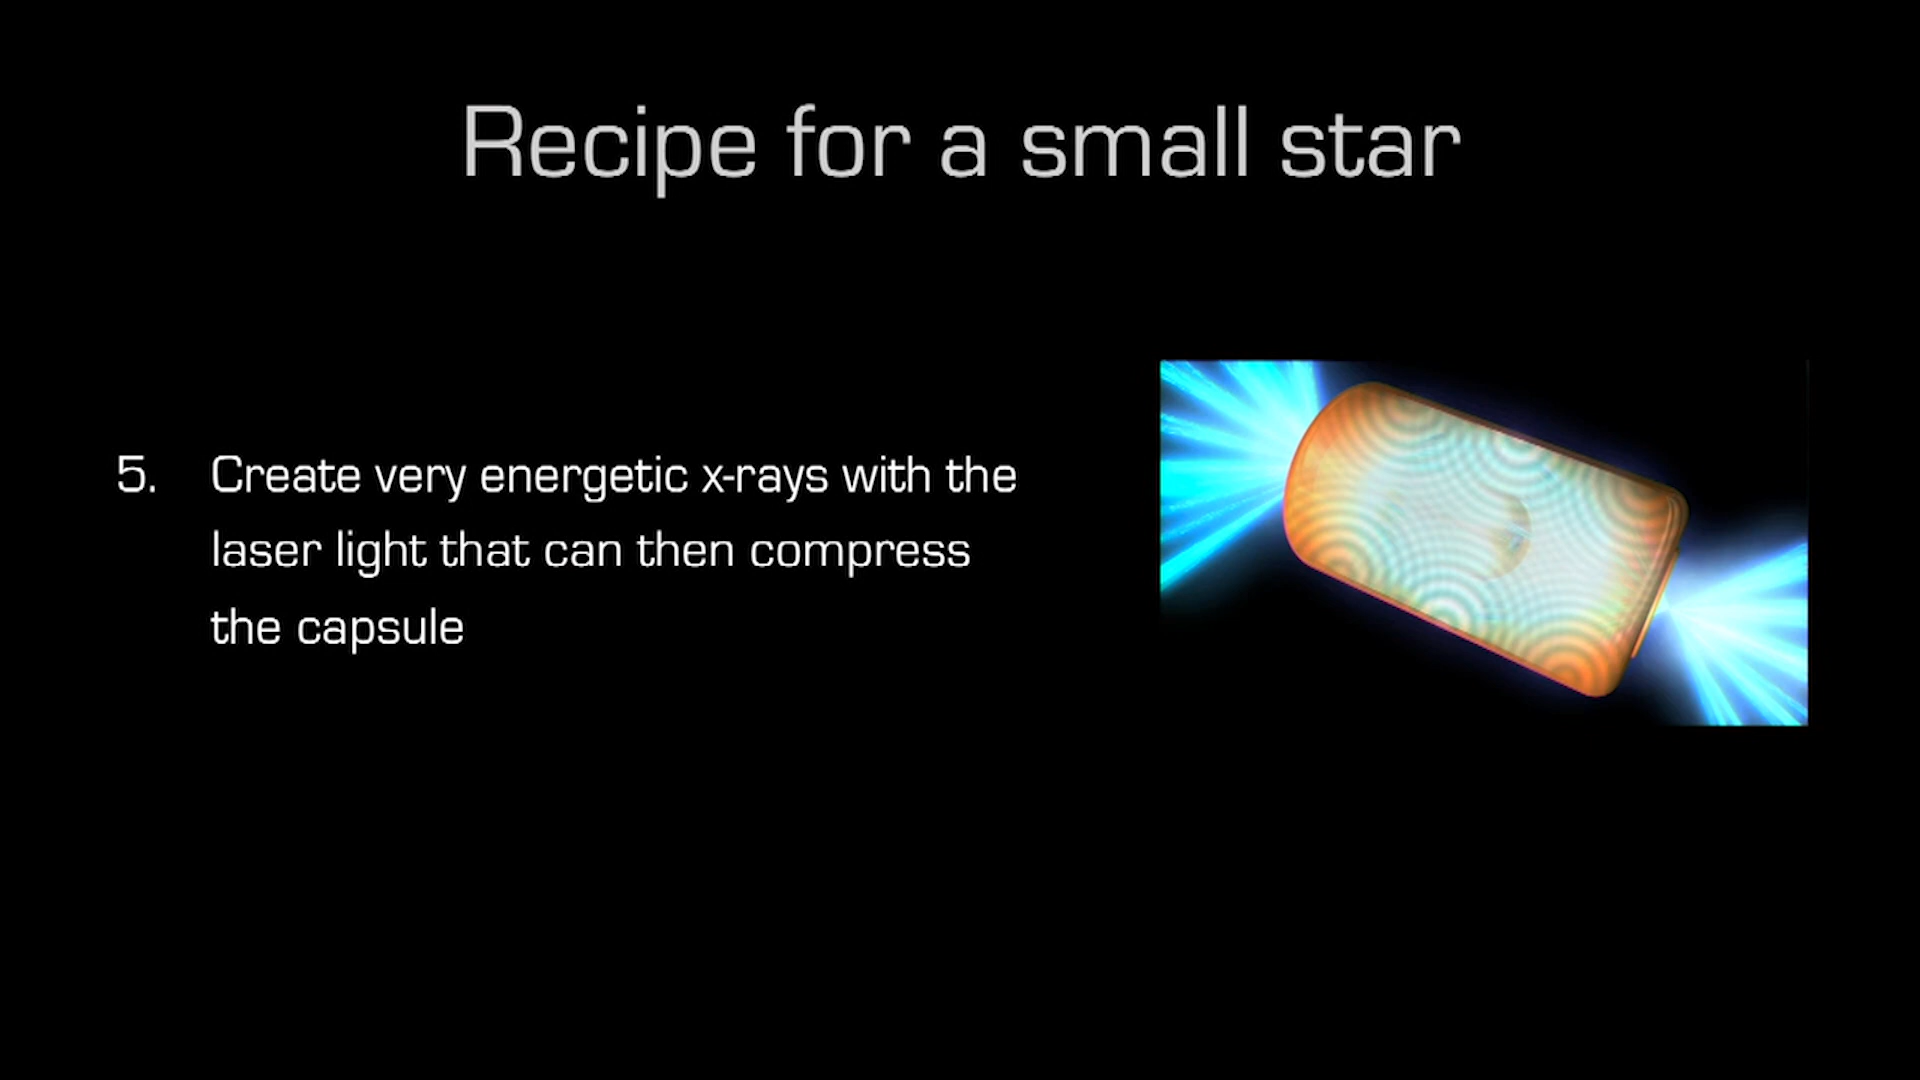 Recipe for a small star
5. Create very energetic x-rays with the
laser light that can then compress
the capsule